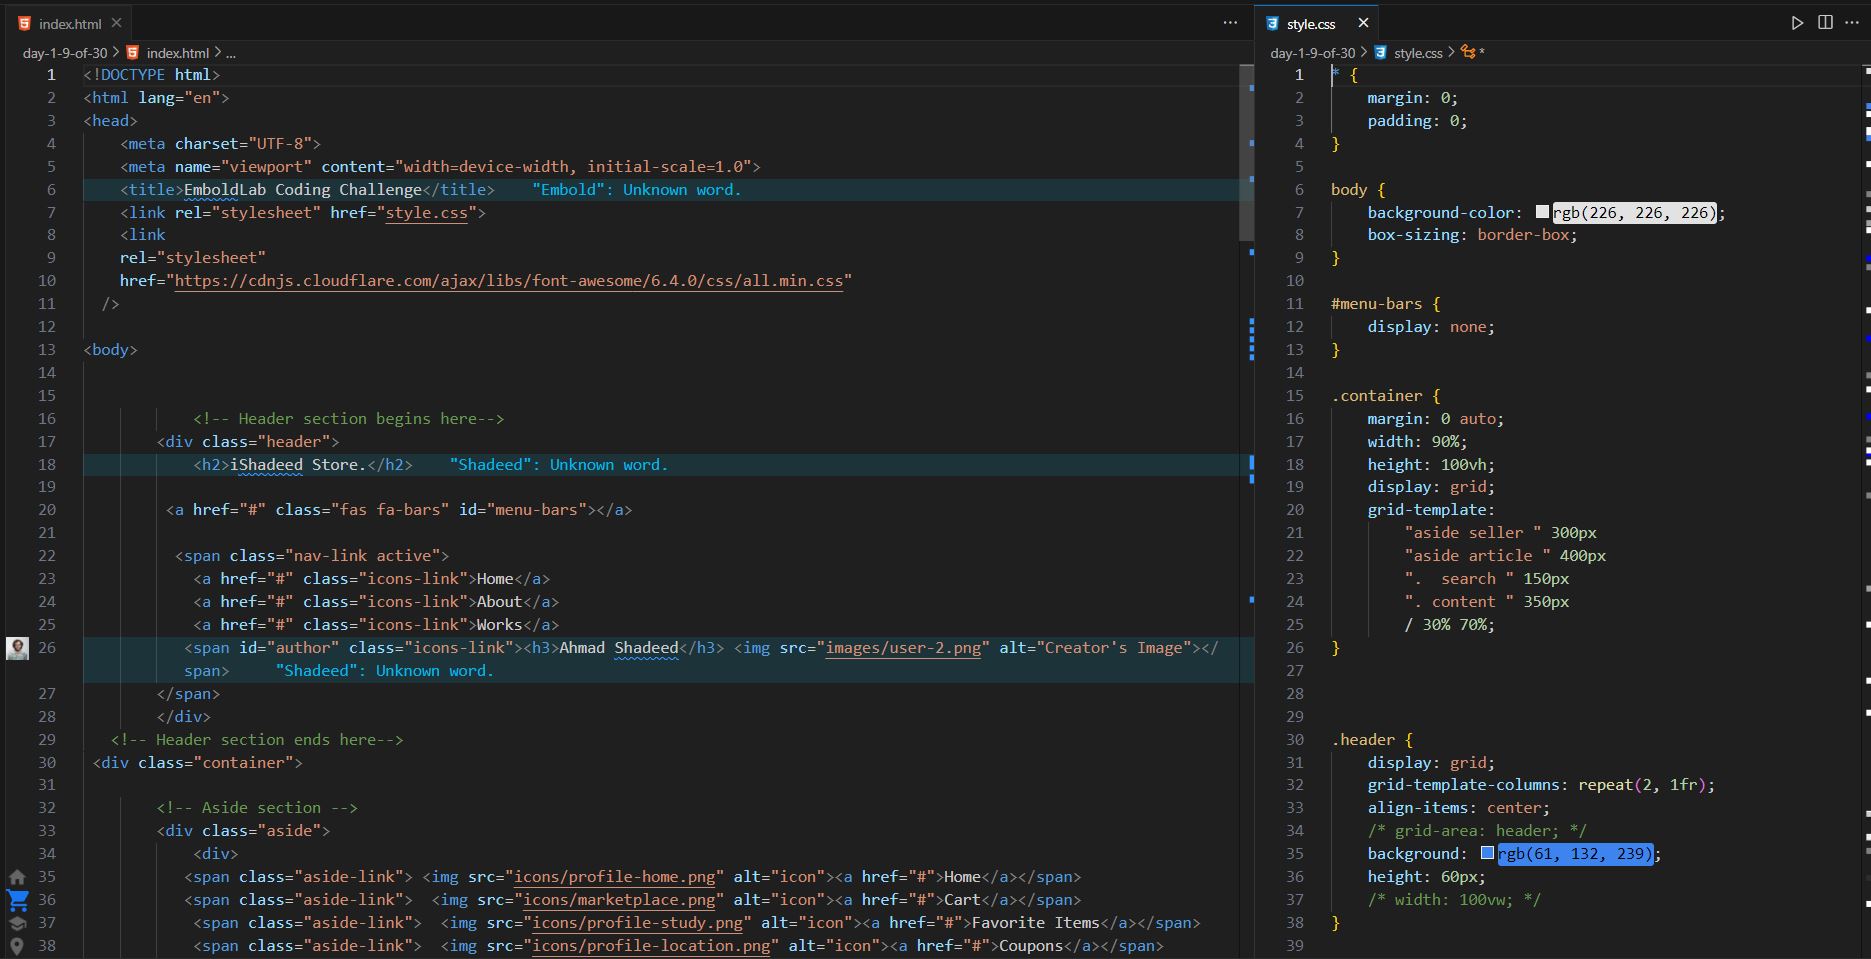 index.html
day-1-9-of-30 > index.html > ...
1 <!DOCTYPE html>
2 <html lang="en">
3 <head>
4 <meta charset="UTF-8">
5 <meta name="viewport" content="width=device-width, initial-scale=1.0">
6 <title>EmboldLab Coding Challenge</title> "Embold": Unknown word.
7 <link rel="stylesheet" href="style.css">
8 <link
9 rel="stylesheet"
10 href="https://cdnjs.cloudflare.com/ajax/libs/font-awesome/6.4.0/css/all.min.css"
11 />
12
13 <body>
14
15
16 <!-- Header section begins here-->
17 <div class="header">
18 <h2>iShadeed Store.</h2> "Shadeed": Unknown word.
19
20 <a href="#" class="fas fa-bars" id="menu-bars"></a>
21
22 <span class="nav-link active">
23 <a href="#" class="icons-link">Home</a>
24 <a href="#" class="icons-link">About</a>
25 <a href="#" class="icons-link">Works</a>
26 <span id="author" class="icons-link"><h3>Ahmad Shadeed</h3> <img src="images/user-2.png" alt="Creator's Image"></
span> "Shadeed": Unknown word.
27 </span>
28 </div>
29 <!-- Header section ends here-->
30 <div class="container">
31
32 <!-- Aside section -->
33 <div class="aside">
34 <div>
35 <span class="aside-link"> <img src="icons/profile-home.png" alt="icon"><a href="#">Home</a></span>
36 <span class="aside-link"> <img src="icons/marketplace.png" alt="icon"><a href="#">Cart</a></span>
37 <span class="aside-link"> <img src="icons/profile-study.png" alt="icon"><a href="#">Favorite Items</a></span>
38 <span class="aside-link"> <img src="icons/profile-location.png" alt="icon"><a href="#">Coupons</a></span>
style.css
day-1-9-of-30 > style.css > *
1 * {
2 margin: 0;
3 padding: 0;
4 }
5
6 body {
7 background-color: rgb(226, 226, 226);
8 box-sizing: border-box;
9 }
10
11 #menu-bars {
12 display: none;
13 }
14
15 .container {
16 margin: 0 auto;
17 width: 90%;
18 height: 100vh;
19 display: grid;
20 grid-template:
21 "aside seller " 300px
22 "aside article " 400px
23 ".  search " 150px
24 ". content " 350px
25 / 30% 70%;
26 }
27
28
29
30 .header {
31 display: grid;
32 grid-template-columns: repeat(2, 1fr);
33 align-items: center;
34 /* grid-area: header; */
35 background: rgb(61, 132, 239);
36 height: 60px;
37 /* width: 100vw; */
38 }
39